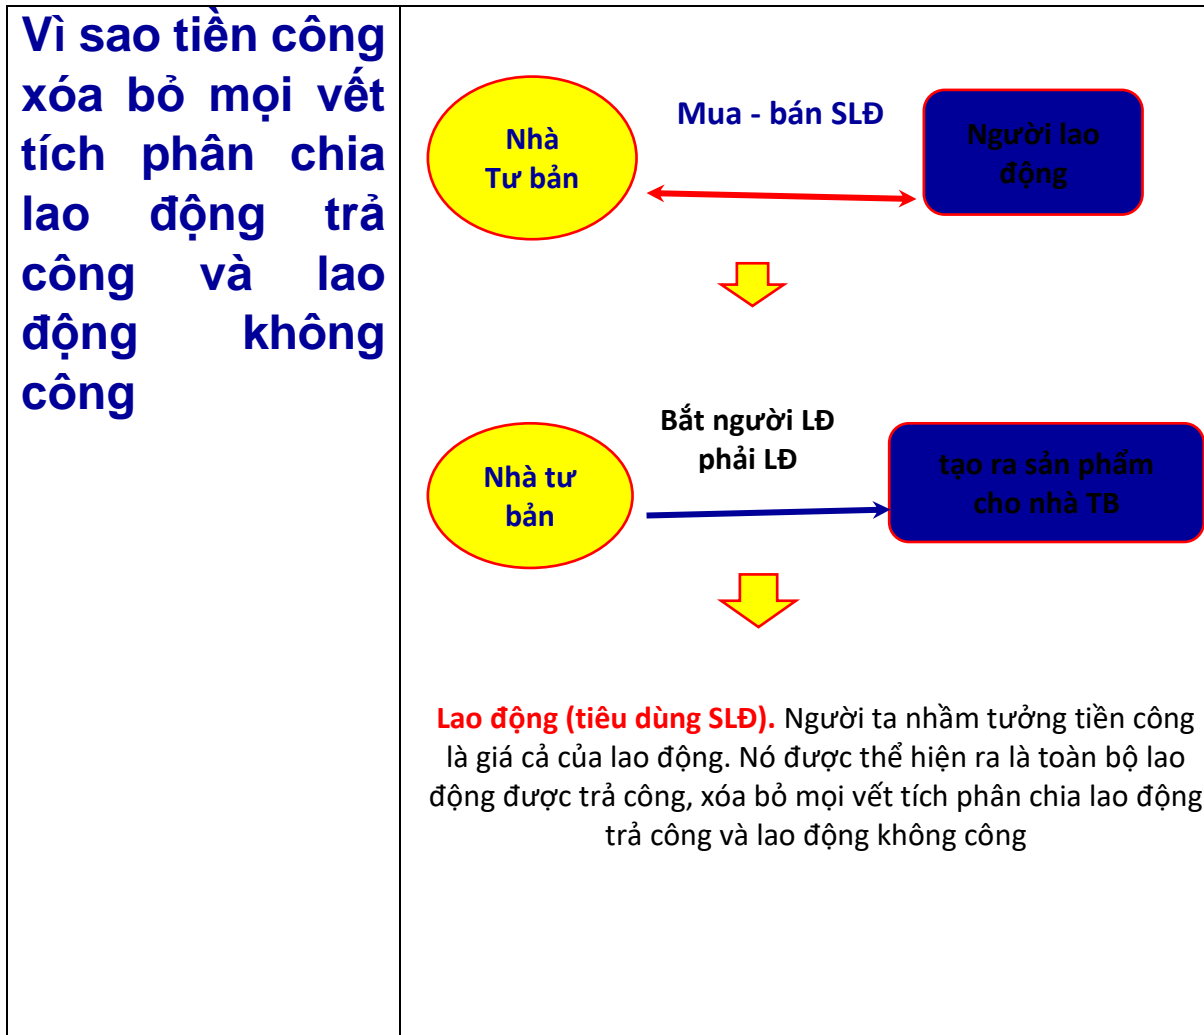 Vì sao tiền công
xóa bỏ mọi vết
tích phân chia
lao động trả
công và lao
động không
công
Nhà
Tư bản
Mua - bán SLĐ
Người lao
động
Nhà tư
bản
Bắt người LĐ
phải LĐ
tạo ra sản phẩm
cho nhà TB
Lao động (tiêu dùng SLĐ). Người ta nhầm tưởng tiền công
là giá cả của lao động. Nó được thể hiện ra là toàn bộ lao
động được trả công, xóa bỏ mọi vết tích phân chia lao động
trả công và lao động không công